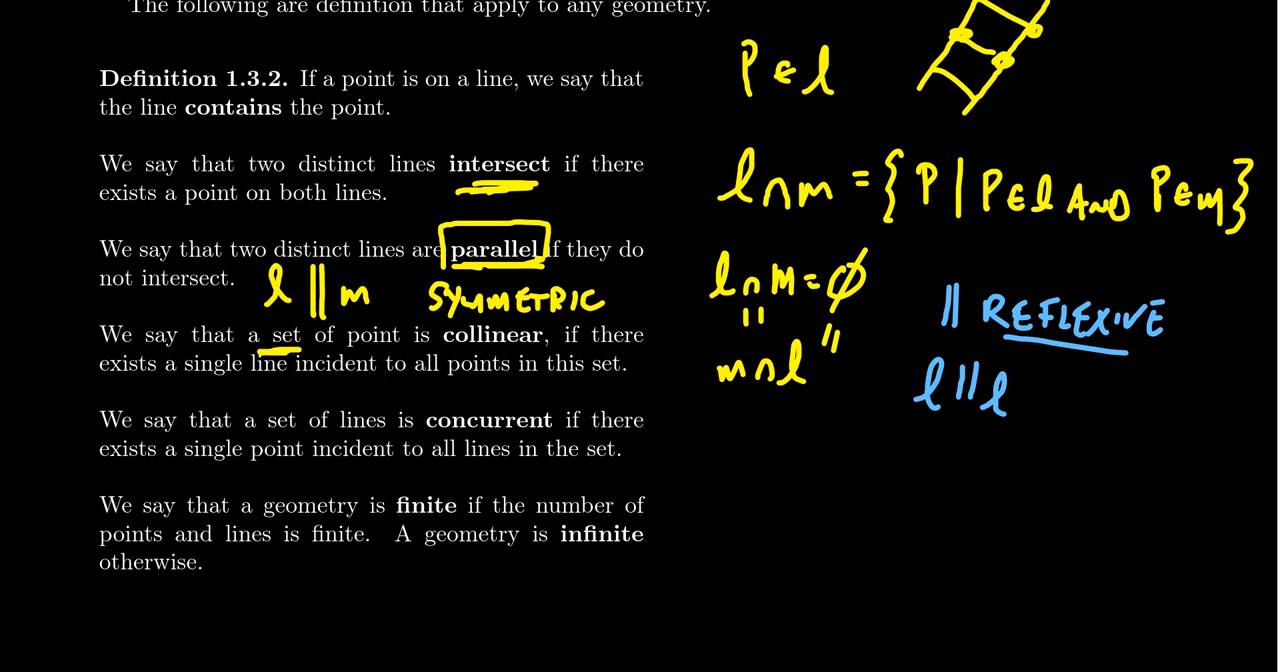 The following are definition that apply to any geometry.
Definition 1.3.2. If a point is on a line, we say that
the line contains the point.
We say that two distinct lines intersect if there
exists a point on both lines.
We say that two distinct lines are parallel if they do
not intersect.
l || m
SYMMETRIC
We say that a set of point is collinear, if there
exists a single line incident to all points in this set.
We say that a set of lines is concurrent if there
exists a single point incident to all lines in the set.
We say that a geometry is finite if the number of
points and lines is finite. A geometry is infinite
otherwise.
P ∈ l
l ∩ m = { P | P ∈ l AND P ∈ m }
l ∩ m = ∅
|| ||
m ∩ l
|| REFLEXIVE
l || l